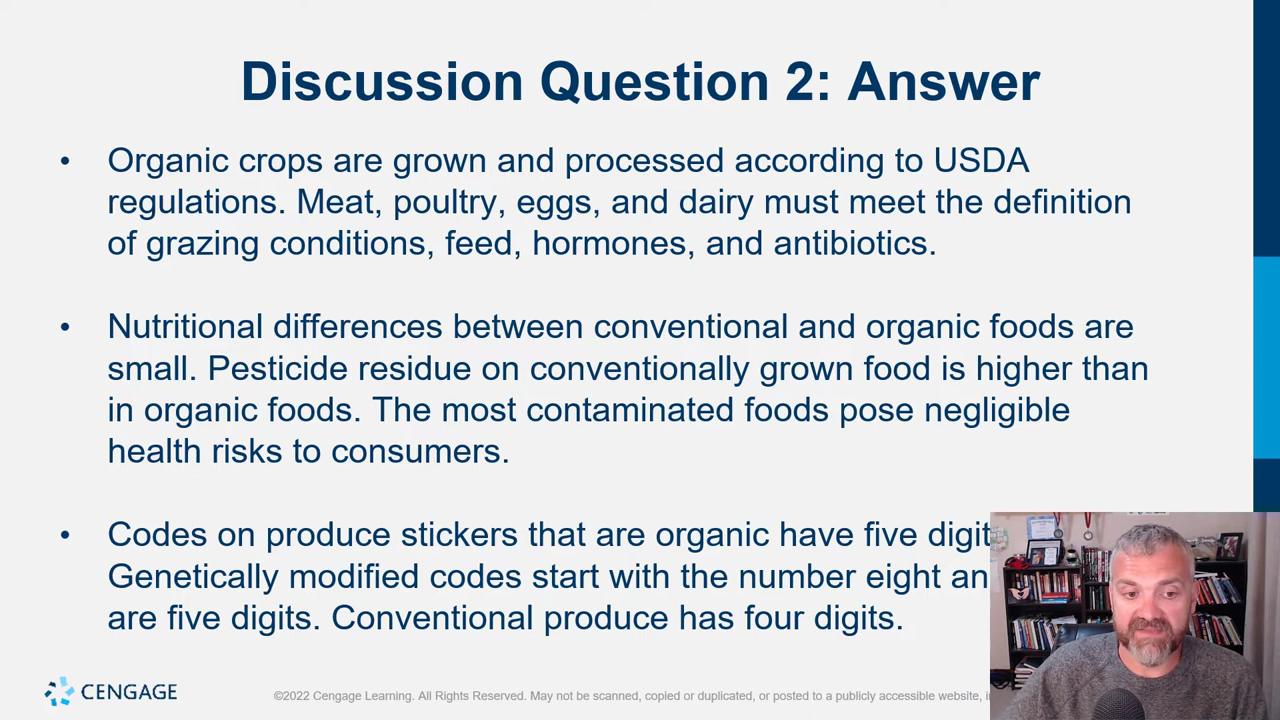 Discussion Question 2: Answer
• Organic crops are grown and processed according to USDA
regulations. Meat, poultry, eggs, and dairy must meet the definition
of grazing conditions, feed, hormones, and antibiotics.
• Nutritional differences between conventional and organic foods are
small. Pesticide residue on conventionally grown food is higher than
in organic foods. The most contaminated foods pose negligible
health risks to consumers.
• Codes on produce stickers that are organic have five
Genetically modified codes start with the number eight
are five digits. Conventional produce has four digits.
CENGAGE
©2022 Cengage Learning. All Rights Reserved. May not be scanned, copied or duplicated, or posted to a publicly accessible website,